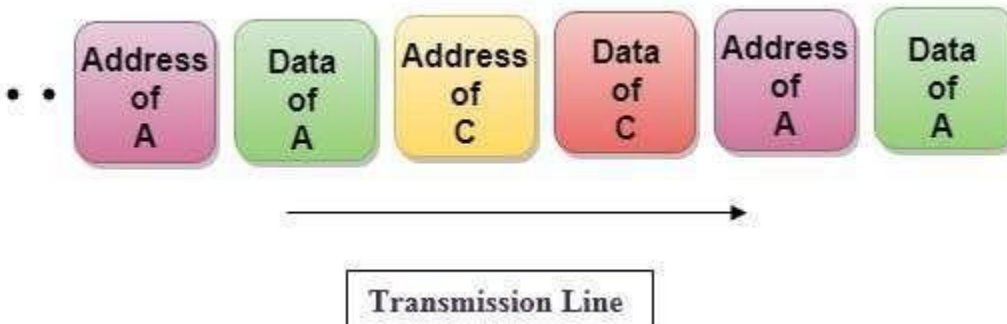 Address
of
A
Data
of
A
Address
of
C
Data
of
C
Address
of
A
Data
of
A
Transmission Line